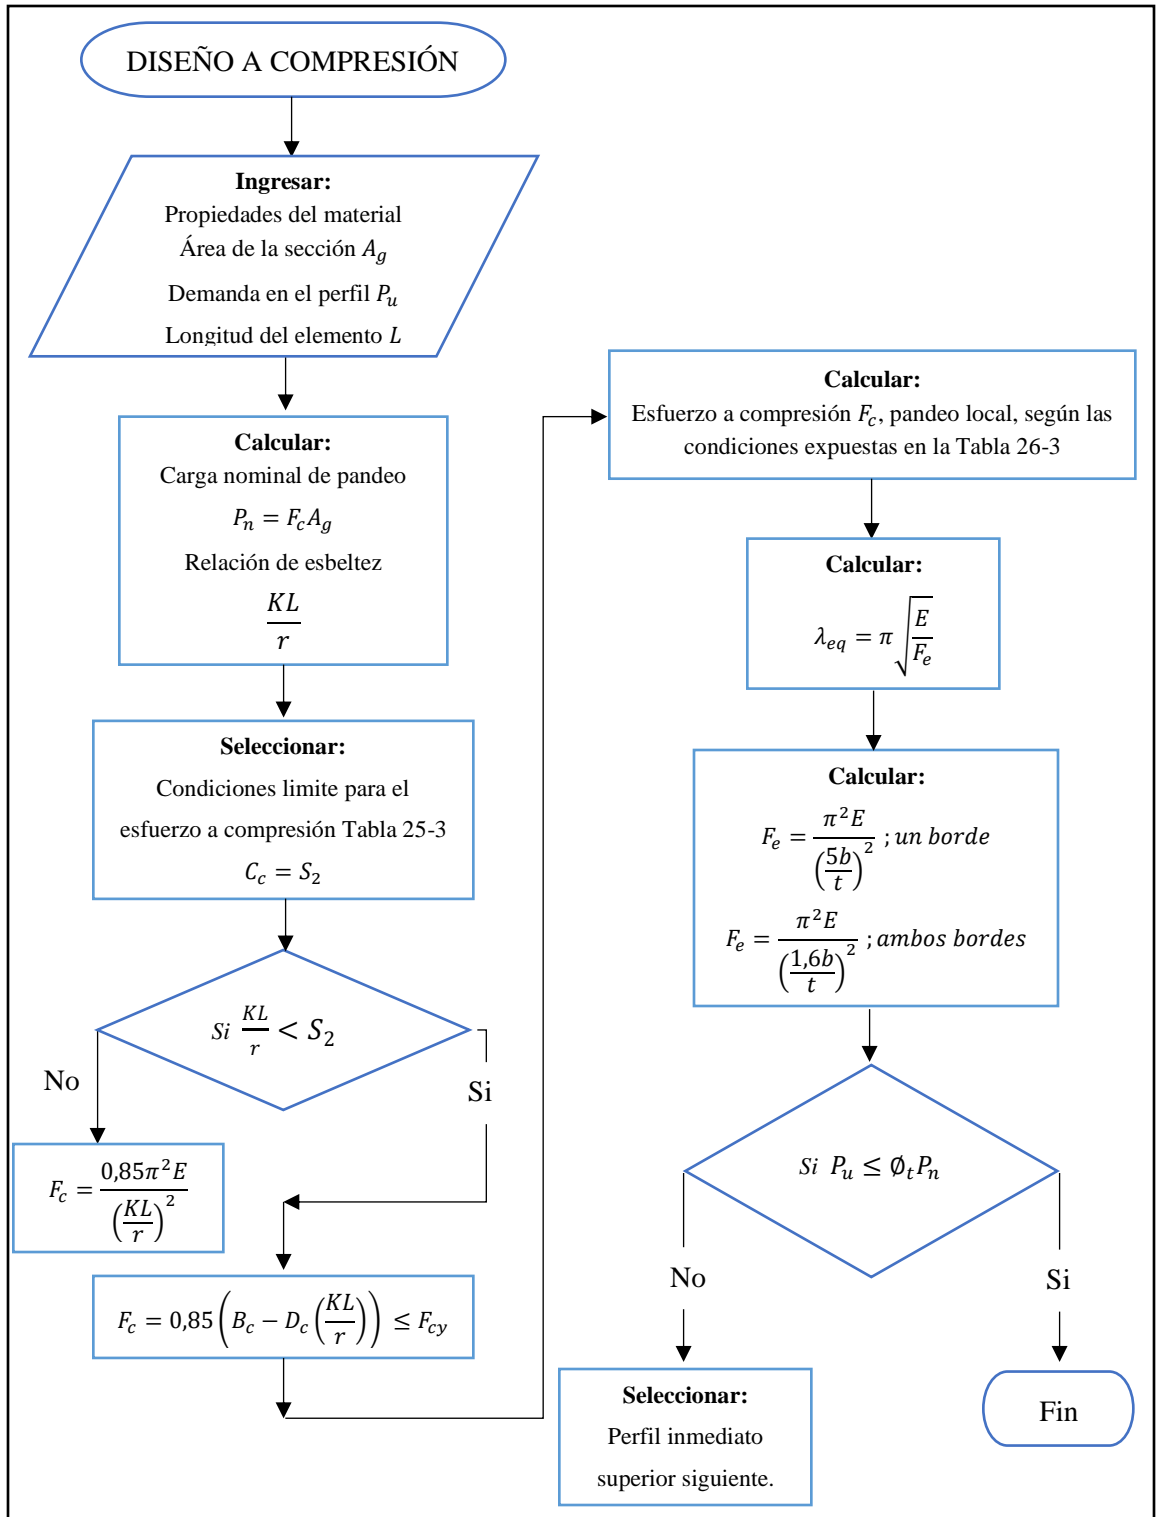 DISEÑO A COMPRESIÓN
Ingresar:
Propiedades del material
Área de la sección A_g
Demanda en el perfil P_u
Longitud del elemento L
Calcular:
Carga nominal de pandeo
P_n = F_c A_g
Relación de esbeltez
KL/r
Seleccionar:
Condiciones limite para el
esfuerzo a compresión Tabla 25-3
C_c = S_2
Si KL/r < S_2
No
Si
F_c = 0,85π²E / (KL/r)²
F_c = 0,85(B_c − D_c(KL/r)) ≤ F_cy
Calcular:
Esfuerzo a compresión F_c, pandeo local, según las
condiciones expuestas en la Tabla 26-3
Calcular:
λ_eq = π√(E/F_e)
Calcular:
F_e = π²E / (5b/t)² ; un borde
F_e = π²E / (1,6b/t)² ; ambos bordes
Si P_u ≤ Ø_t P_n
No
Si
Seleccionar:
Perfil inmediato
superior siguiente.
Fin